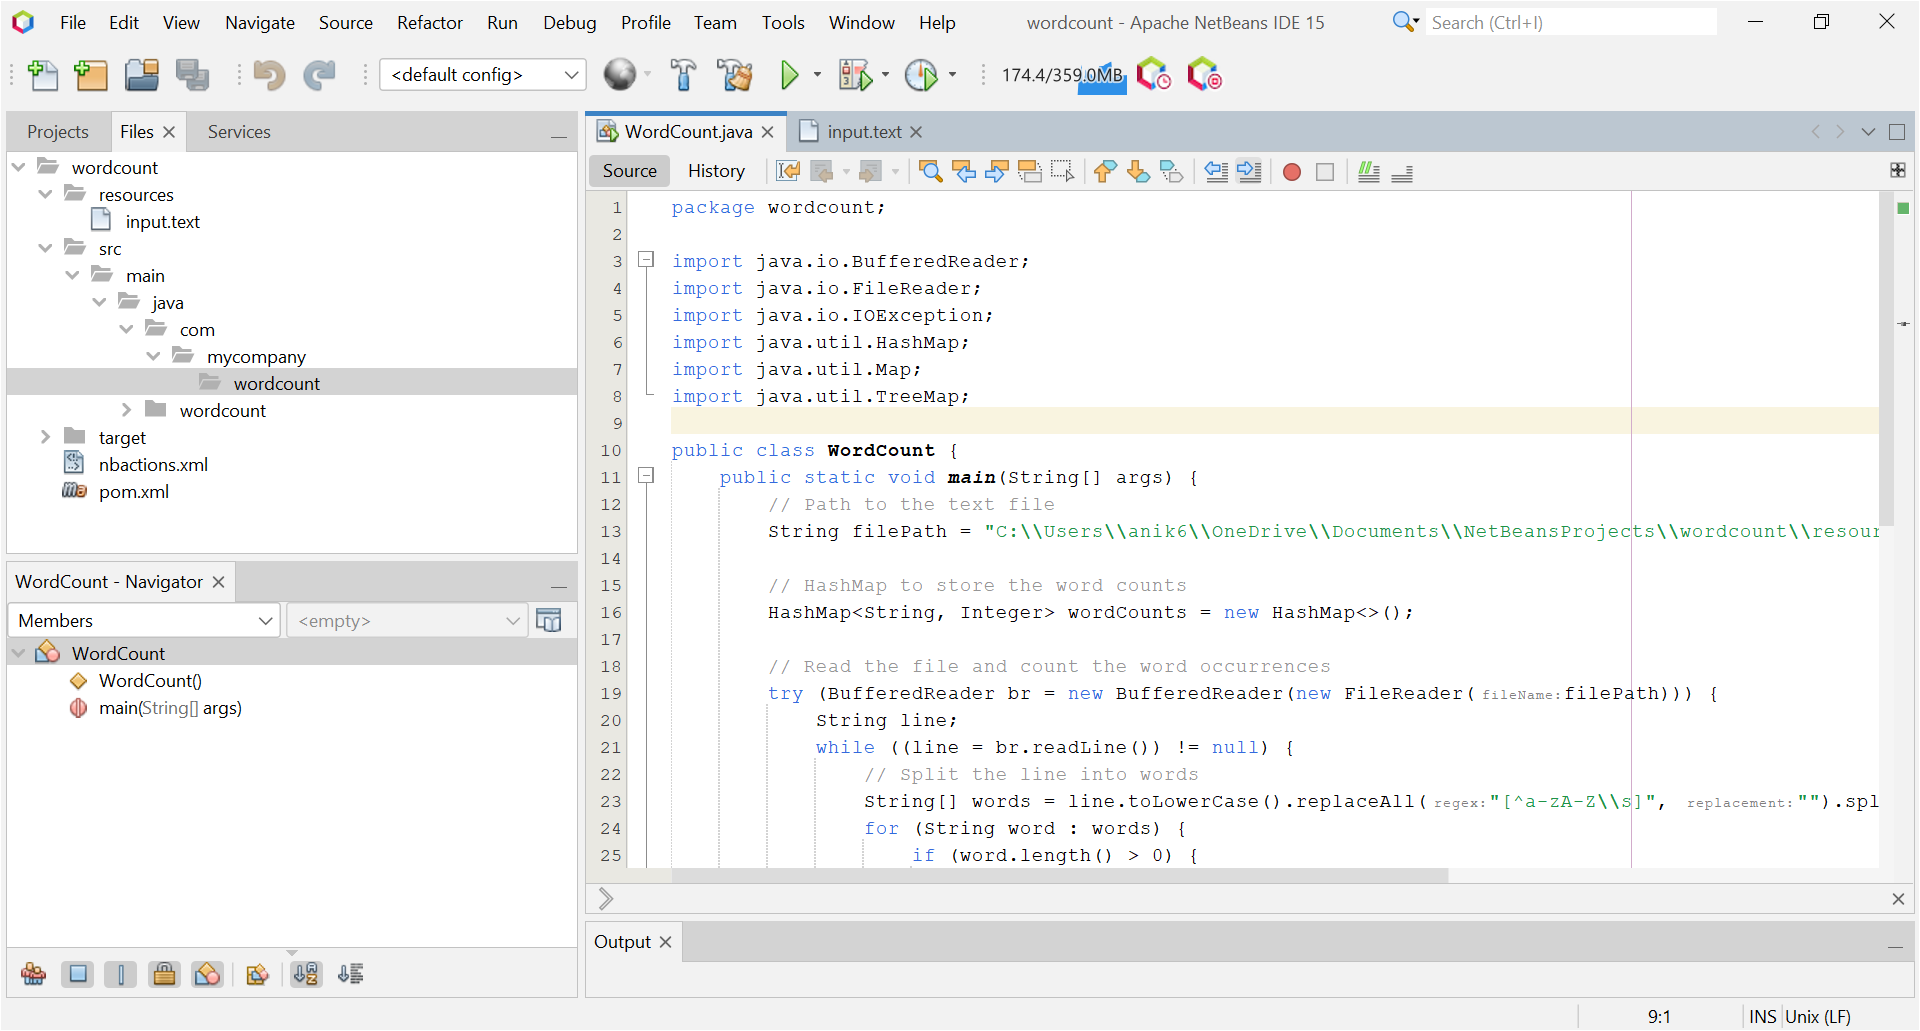 File Edit View Navigate Source Refactor Run Debug Profile Team Tools Window Help wordcount - Apache NetBeans IDE 15 Search (Ctrl+I)
<default config> 174.4/359.0MB
Projects Files Services
wordcount
resources
input.text
src
main
java
com
mycompany
wordcount
wordcount
target
nbactions.xml
pom.xml
WordCount - Navigator
Members <empty>
WordCount
WordCount()
main(String[] args)
WordCount.java input.text
Source History
1 package wordcount;
2
3 import java.io.BufferedReader;
4 import java.io.FileReader;
5 import java.io.IOException;
6 import java.util.HashMap;
7 import java.util.Map;
8 import java.util.TreeMap;
9
10 public class WordCount {
11 public static void main(String[] args) {
12 // Path to the text file
13 String filePath = "C:\\Users\\anik6\\OneDrive\\Documents\\NetBeansProjects\\wordcount\\resour
14
15 // HashMap to store the word counts
16 HashMap<String, Integer> wordCounts = new HashMap<>();
17
18 // Read the file and count the word occurrences
19 try (BufferedReader br = new BufferedReader(new FileReader(fileName:filePath))) {
20 String line;
21 while ((line = br.readLine()) != null) {
22 // Split the line into words
23 String[] words = line.toLowerCase().replaceAll(regex:"[^a-zA-Z\\s]", replacement:"").spl
24 for (String word : words) {
25 if (word.length() > 0) {
Output
9:1 INS Unix (LF)